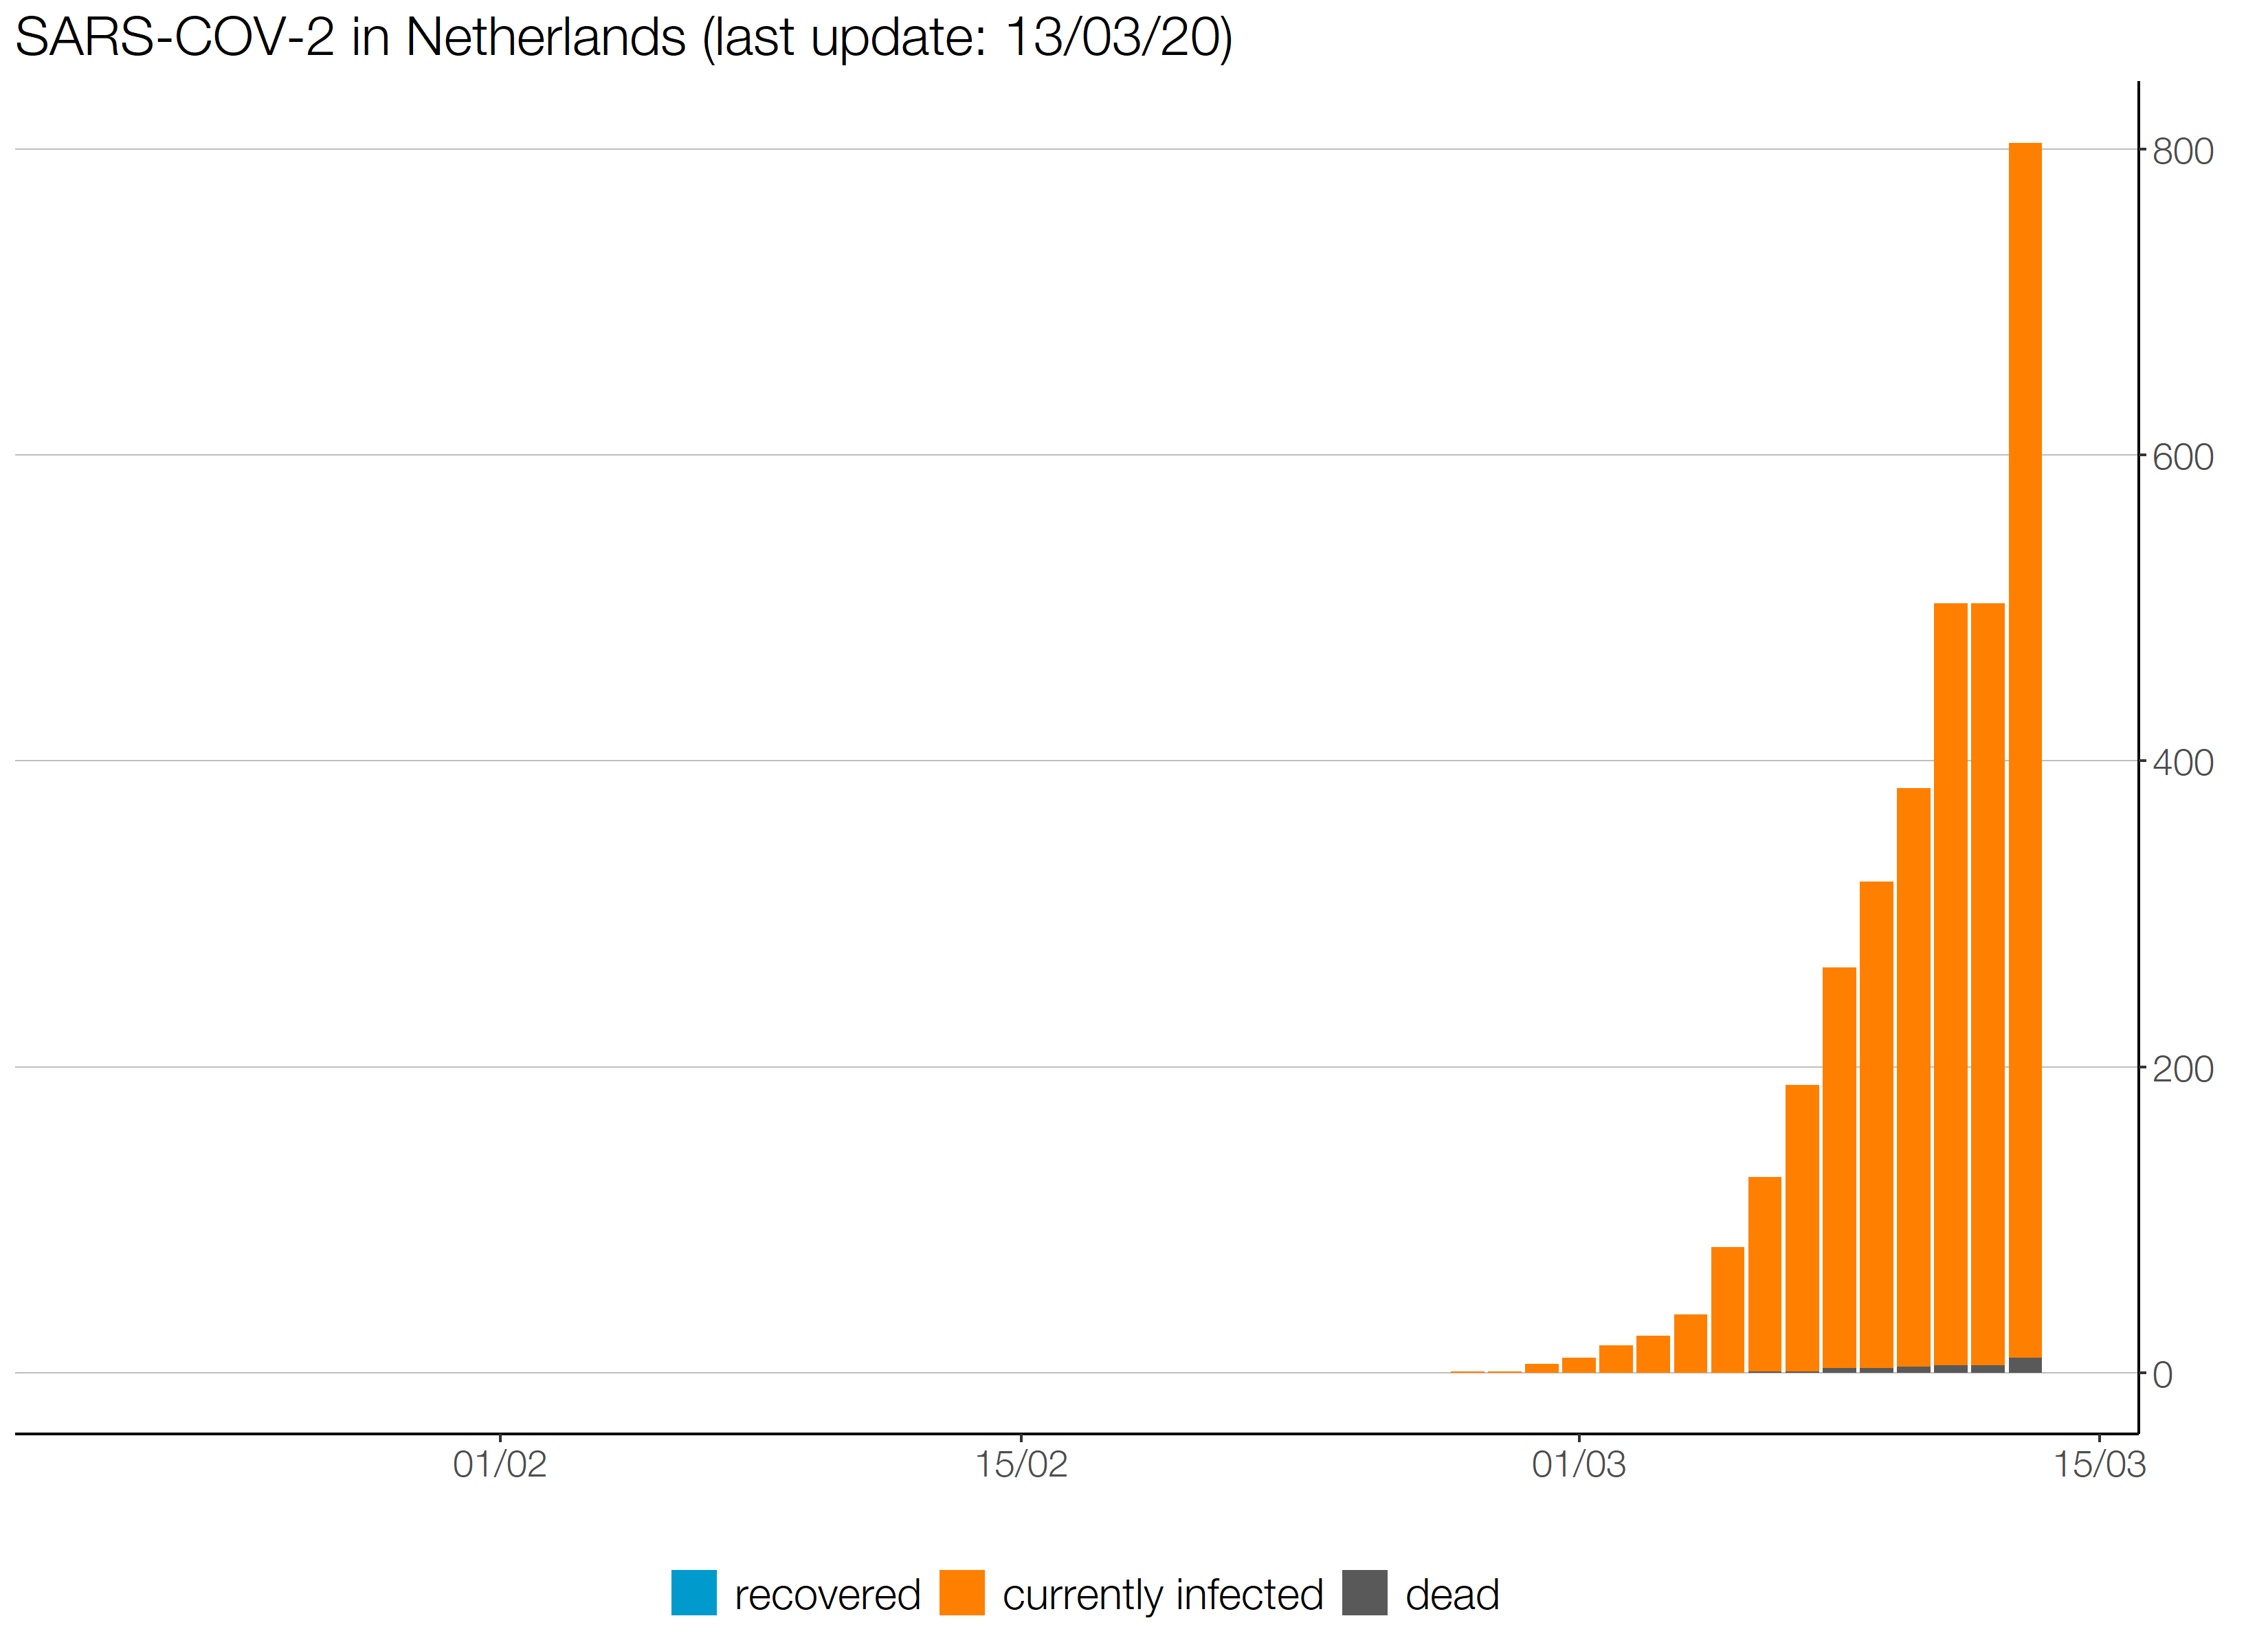 SARS-COV-2 in Netherlands (last update: 13/03/20)
800
600
400
200
0
01/02 15/02 01/03 15/03
recovered currently infected dead